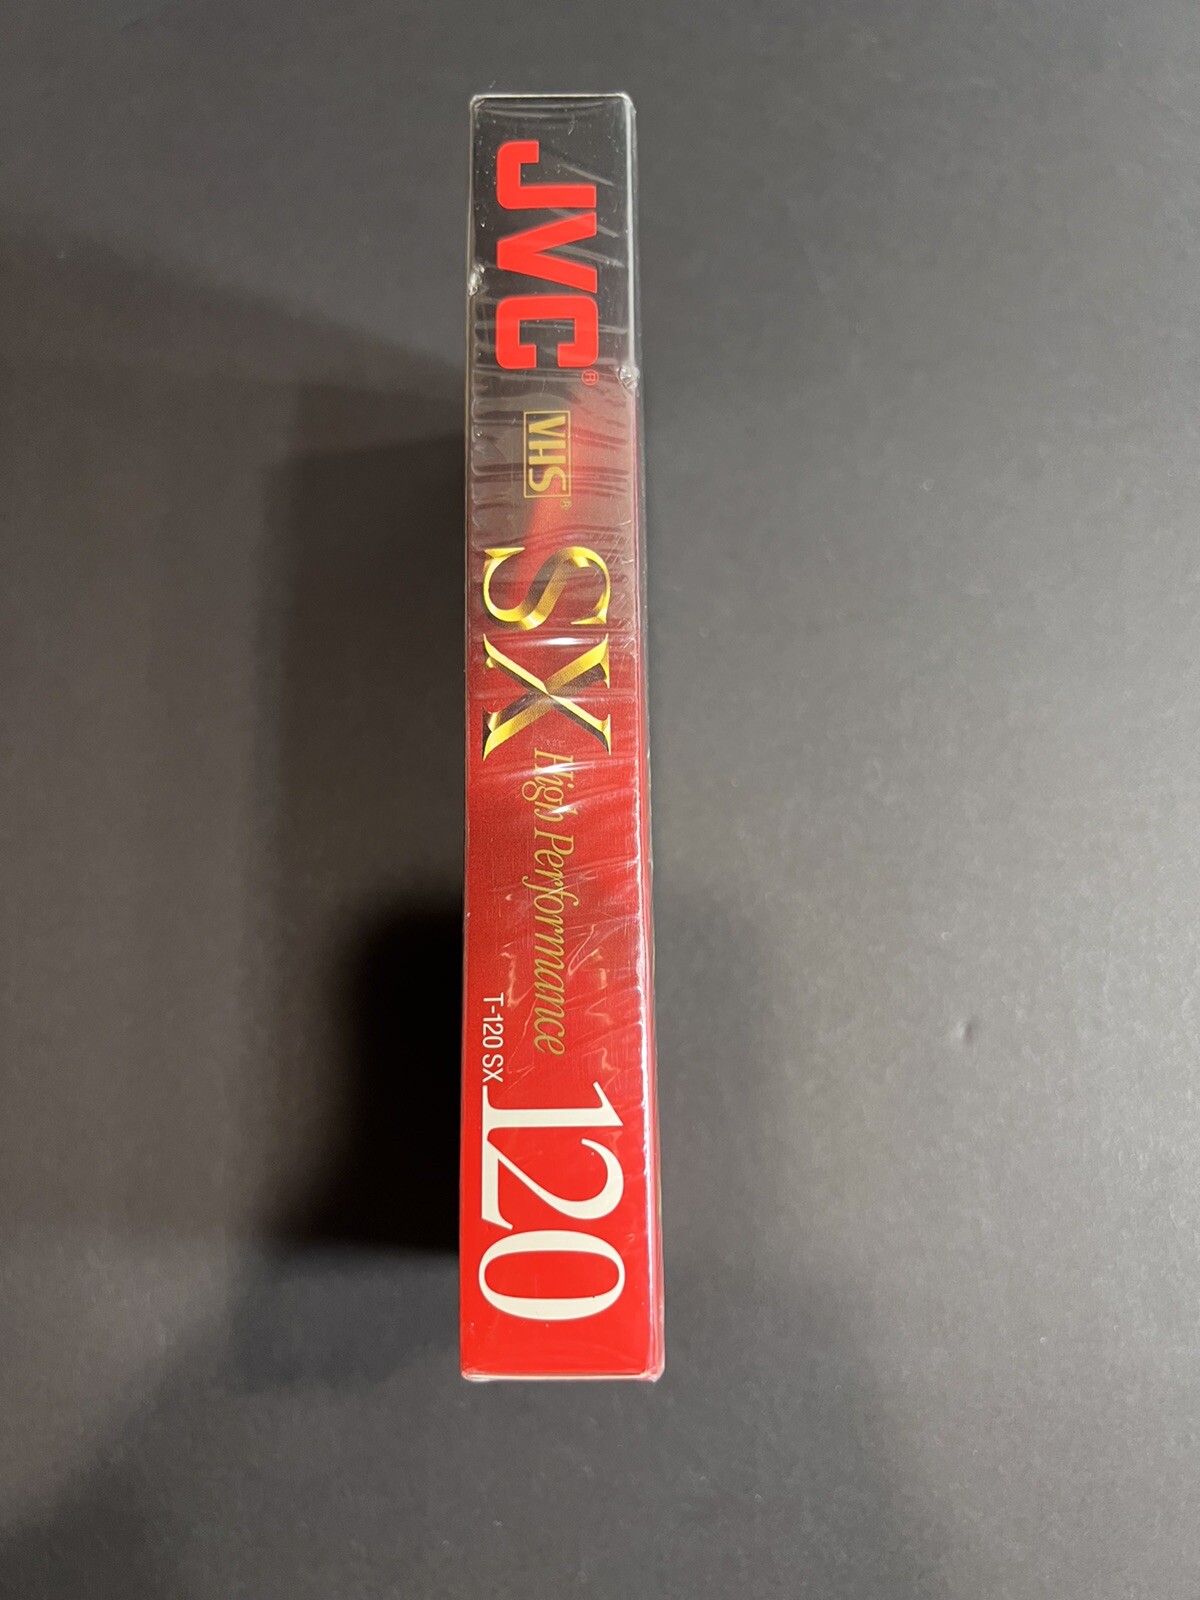 JVC®
VHS®
SX
High Performance
T-120 SX
120